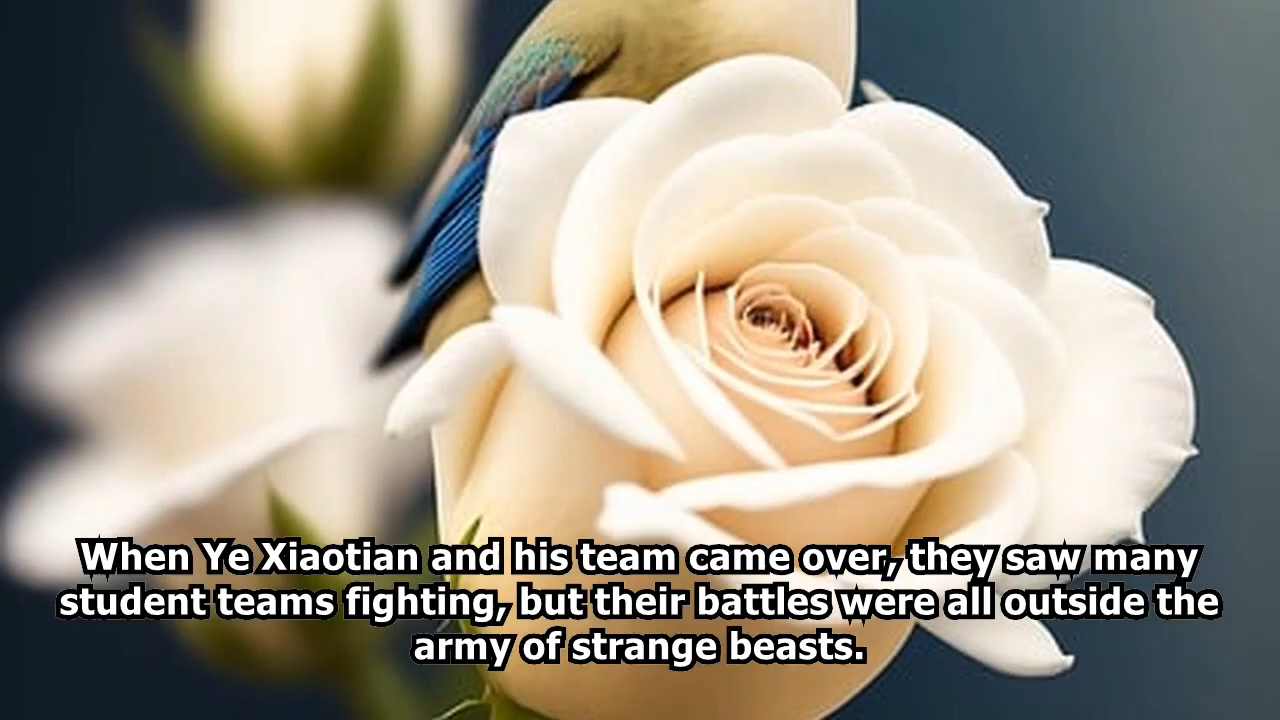 When Ye Xiaotian and his team came over, they saw many
student teams fighting, but their battles were all outside the
army of strange beasts.